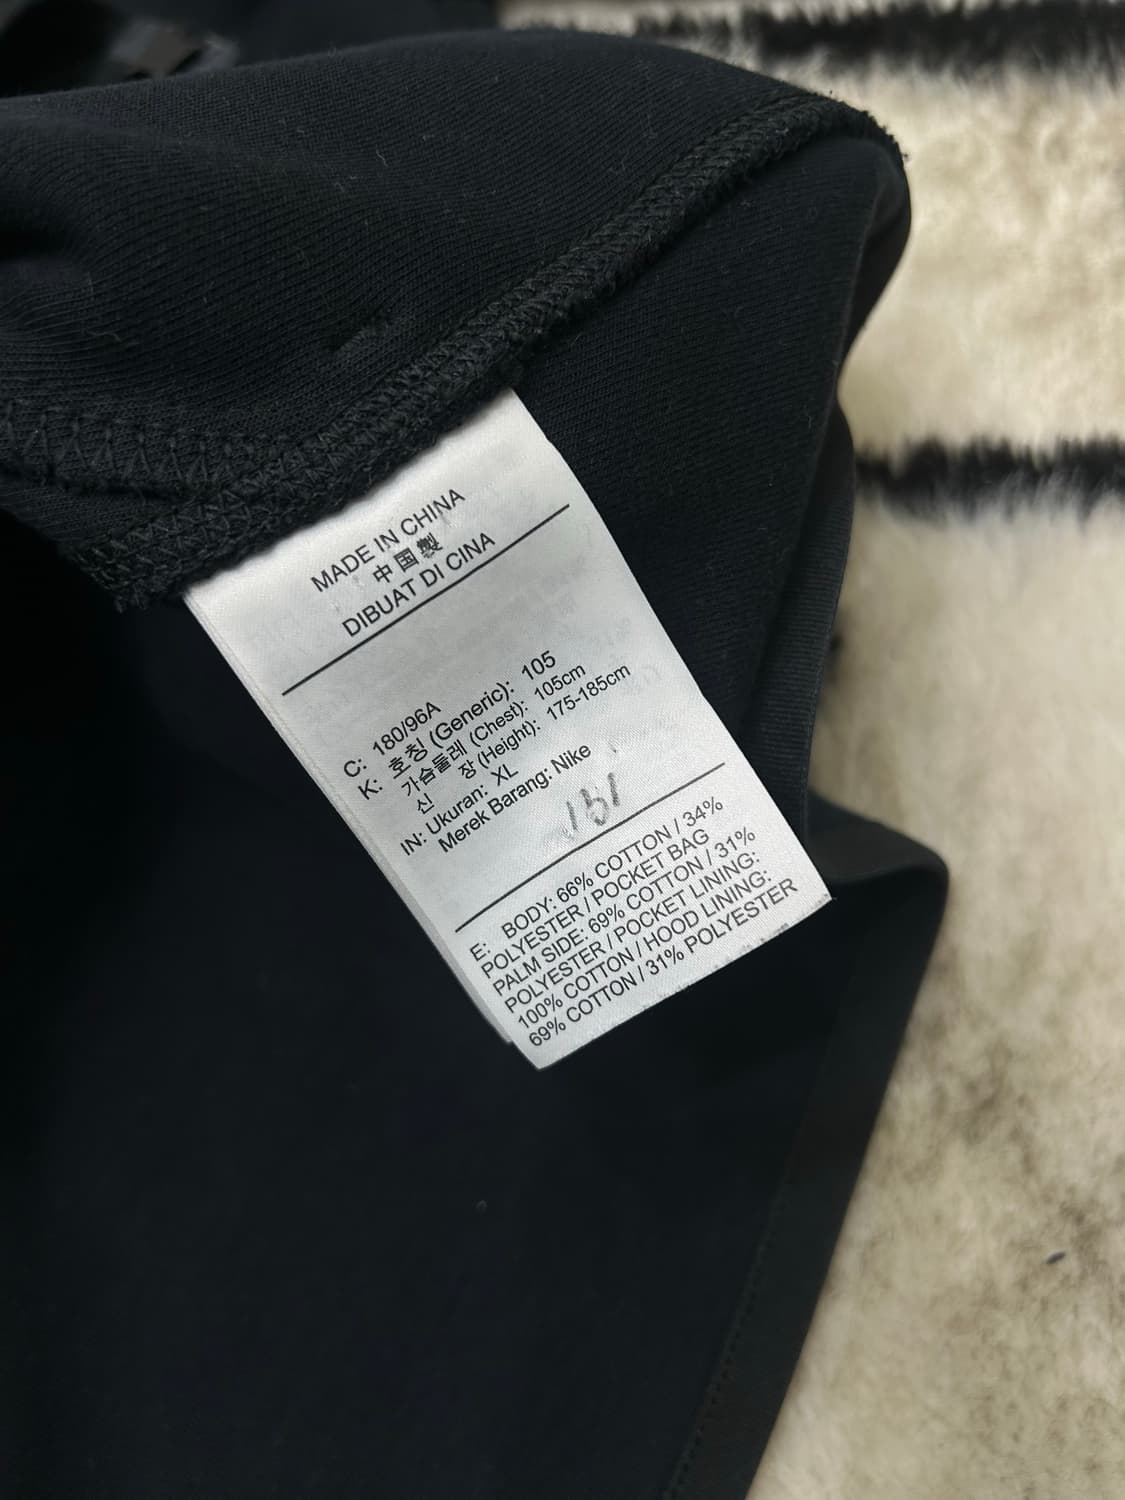 MADE IN CHINA
中国製
DIBUAT DI CINA
C: 180/96A
K: 호칭 (Generic): 105
가슴둘레 (Chest): 105cm
신 장 (Height): 175-185cm
IN: Ukuran: XL
Merek Barang: Nike
151
E: BODY: 66% COTTON / 34%
POLYESTER / POCKET BAG
PALM SIDE: 69% COTTON / 31%
POLYESTER / POCKET LINING:
100% COTTON / HOOD LINING:
69% COTTON / 31% POLYESTER